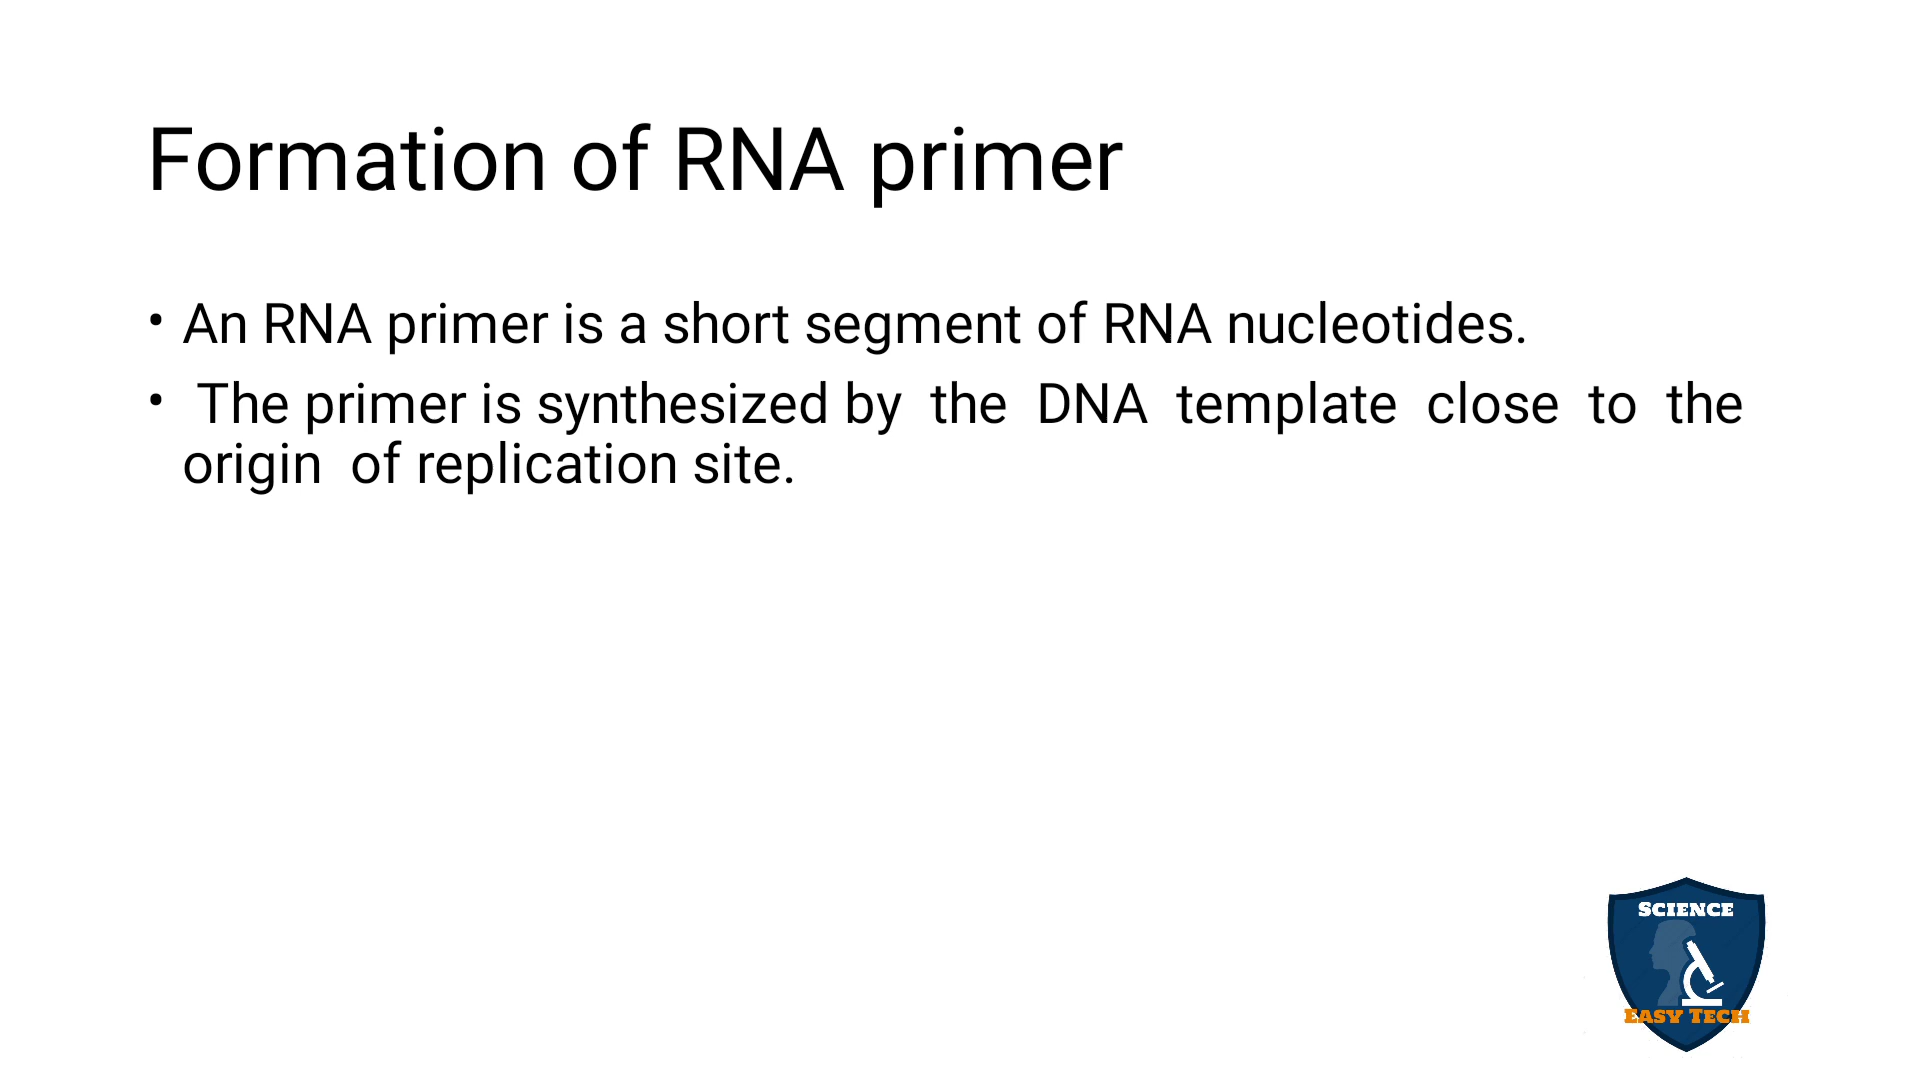 Formation of RNA primer
• An RNA primer is a short segment of RNA nucleotides.
• The primer is synthesized by the DNA template close to the
origin of replication site.
SCIENCE
EASY TECH